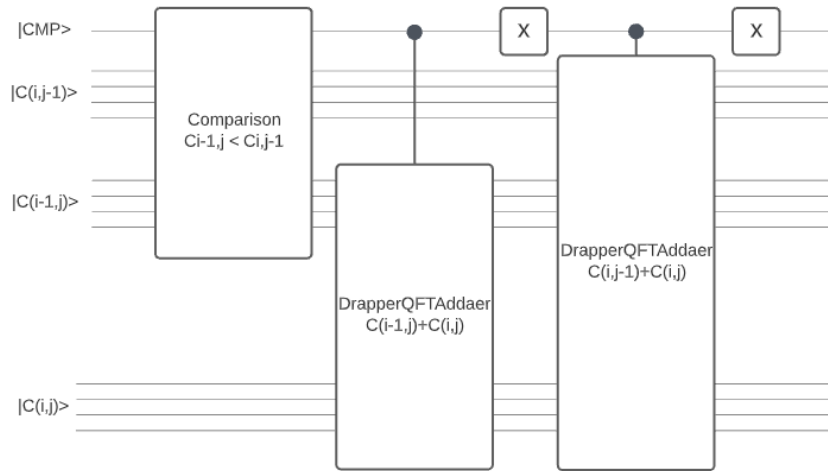 |CMP>
X
X
|C(i,j-1)>
Comparison
Ci-1,j < Ci,j-1
|C(i-1,j)>
DrapperQFTAddaer
C(i,j-1)+C(i,j)
DrapperQFTAddaer
C(i-1,j)+C(i,j)
|C(i,j)>